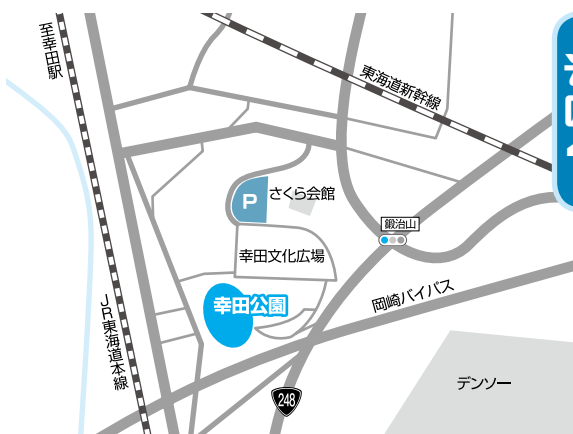 至幸田駅
東海道新幹線
P
さくら会館
鍛治山
幸田文化広場
幸田公園
岡崎バイパス
JR東海道本線
デンソー
248